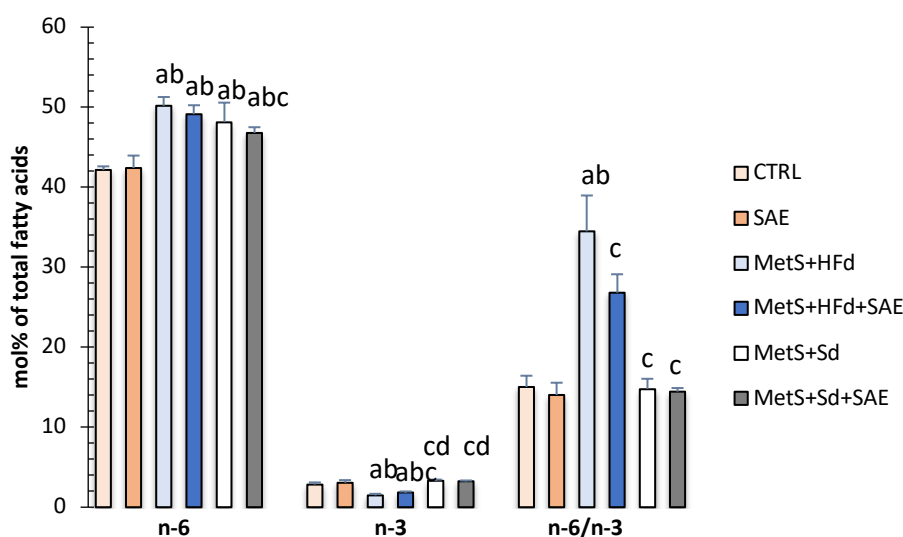 60
50
40
30
20
10
0
mol% of total fatty acids
ab ab ab abc
ab abc cd cd
ab
c
c c
n-6 n-3 n-6/n-3
CTRL
SAE
MetS+HFd
MetS+HFd+SAE
MetS+Sd
MetS+Sd+SAE